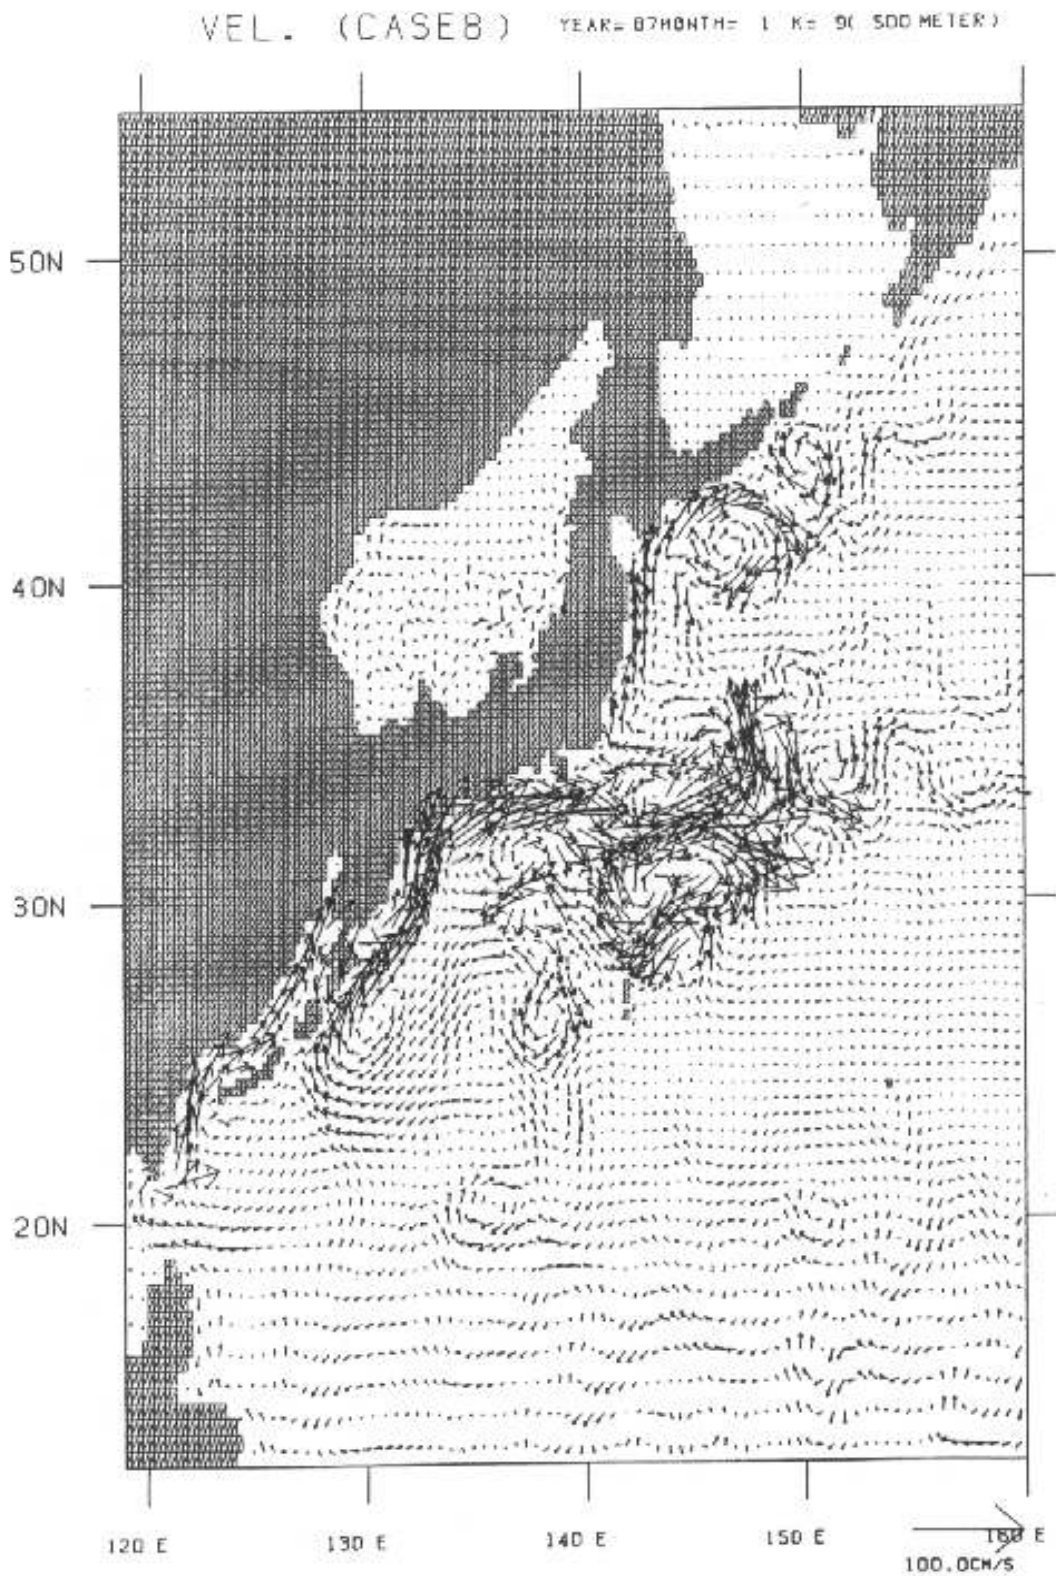 VEL. (CASE8) YEAR= 87MONTH= 1 K= 9( 500 METER)
50N
40N
30N
20N
120 E 130 E 140 E 150 E 160 E
100.0CM/S